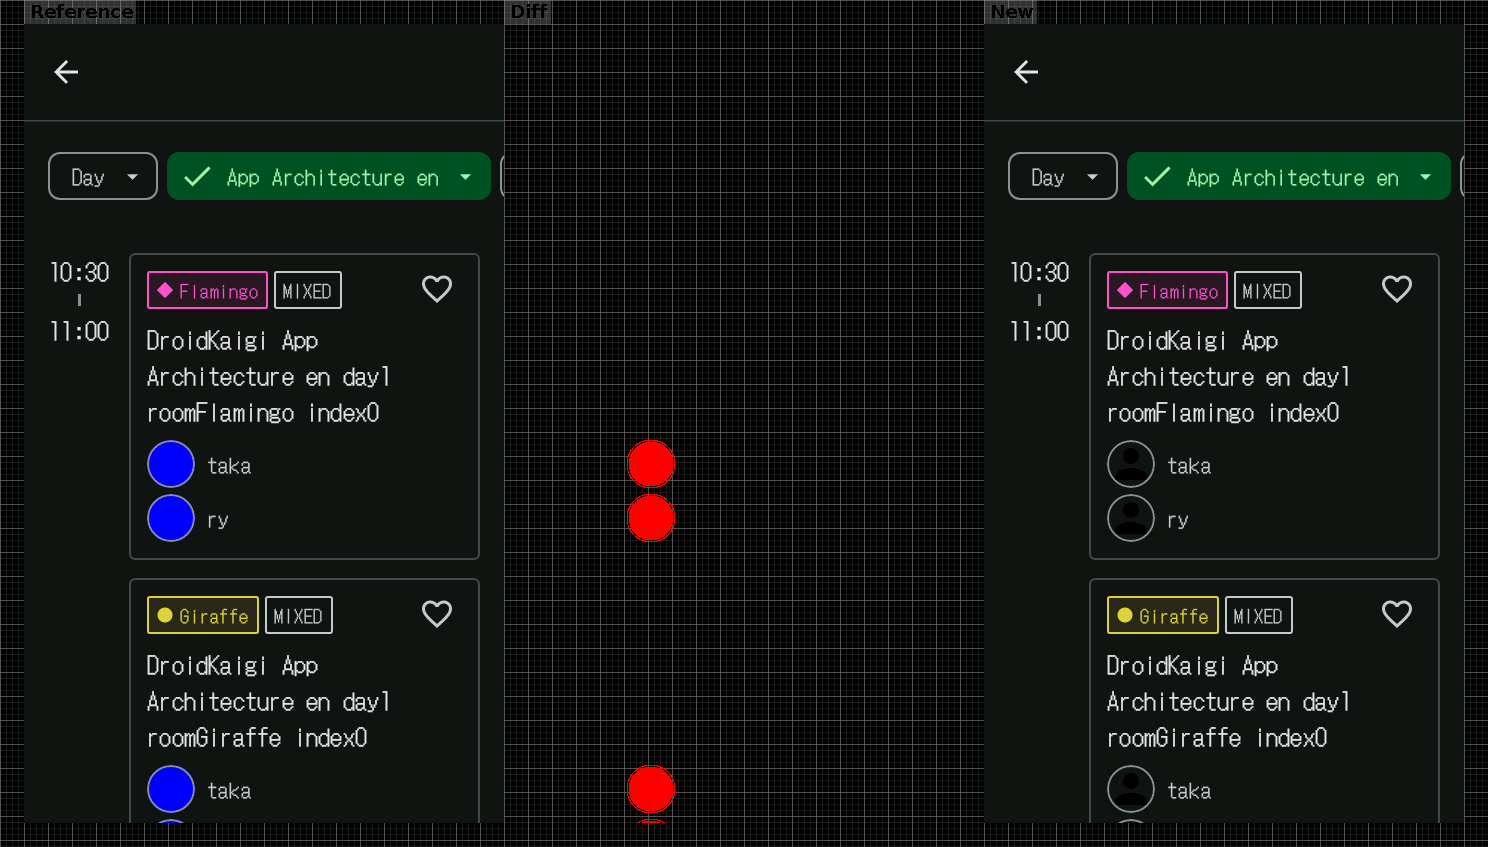 Reference
Diff
New
Day
App Architecture en
10:30
11:00
Flamingo
MIXED
DroidKaigi App
Architecture en day1
roomFlamingo index0
taka
ry
Giraffe
MIXED
DroidKaigi App
Architecture en day1
roomGiraffe index0
taka
Day
App Architecture en
10:30
11:00
Flamingo
MIXED
DroidKaigi App
Architecture en day1
roomFlamingo index0
taka
ry
Giraffe
MIXED
DroidKaigi App
Architecture en day1
roomGiraffe index0
taka